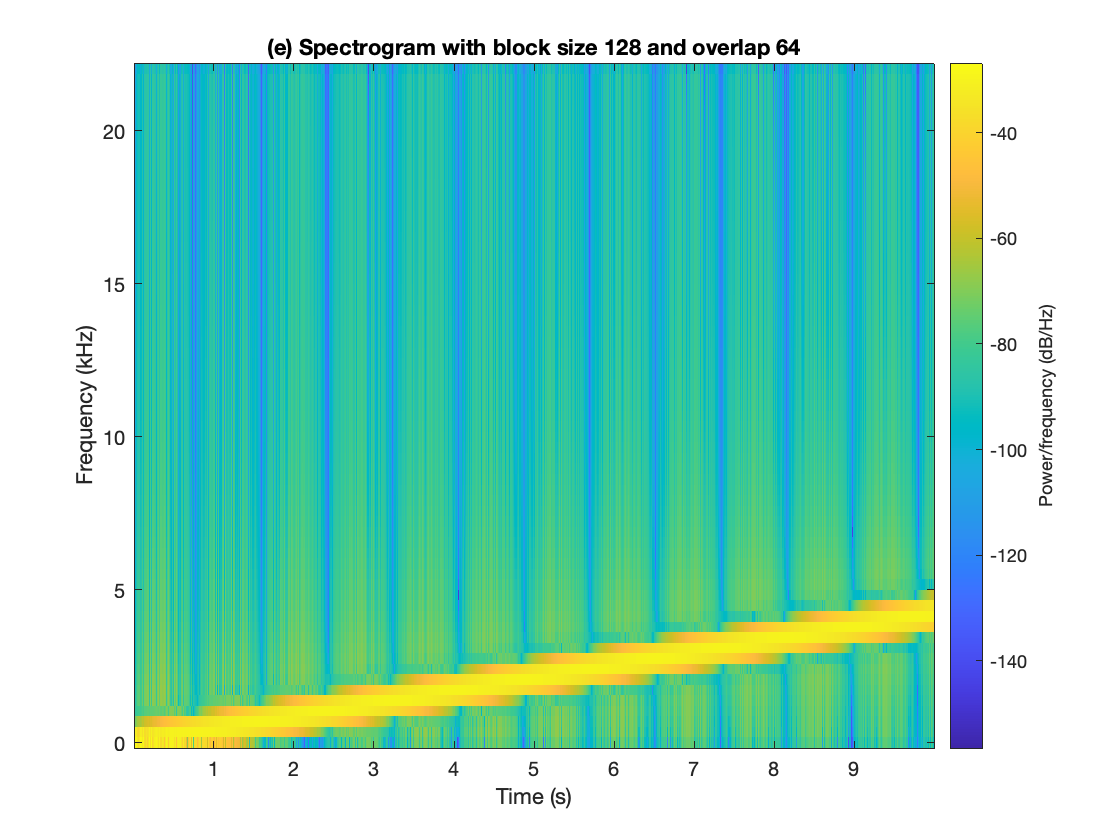 (e) Spectrogram with block size 128 and overlap 64
Frequency (kHz)
20
15
10
5
0
1 2 3 4 5 6 7 8 9
Time (s)
-40
-60
-80
-100
-120
-140
Power/frequency (dB/Hz)